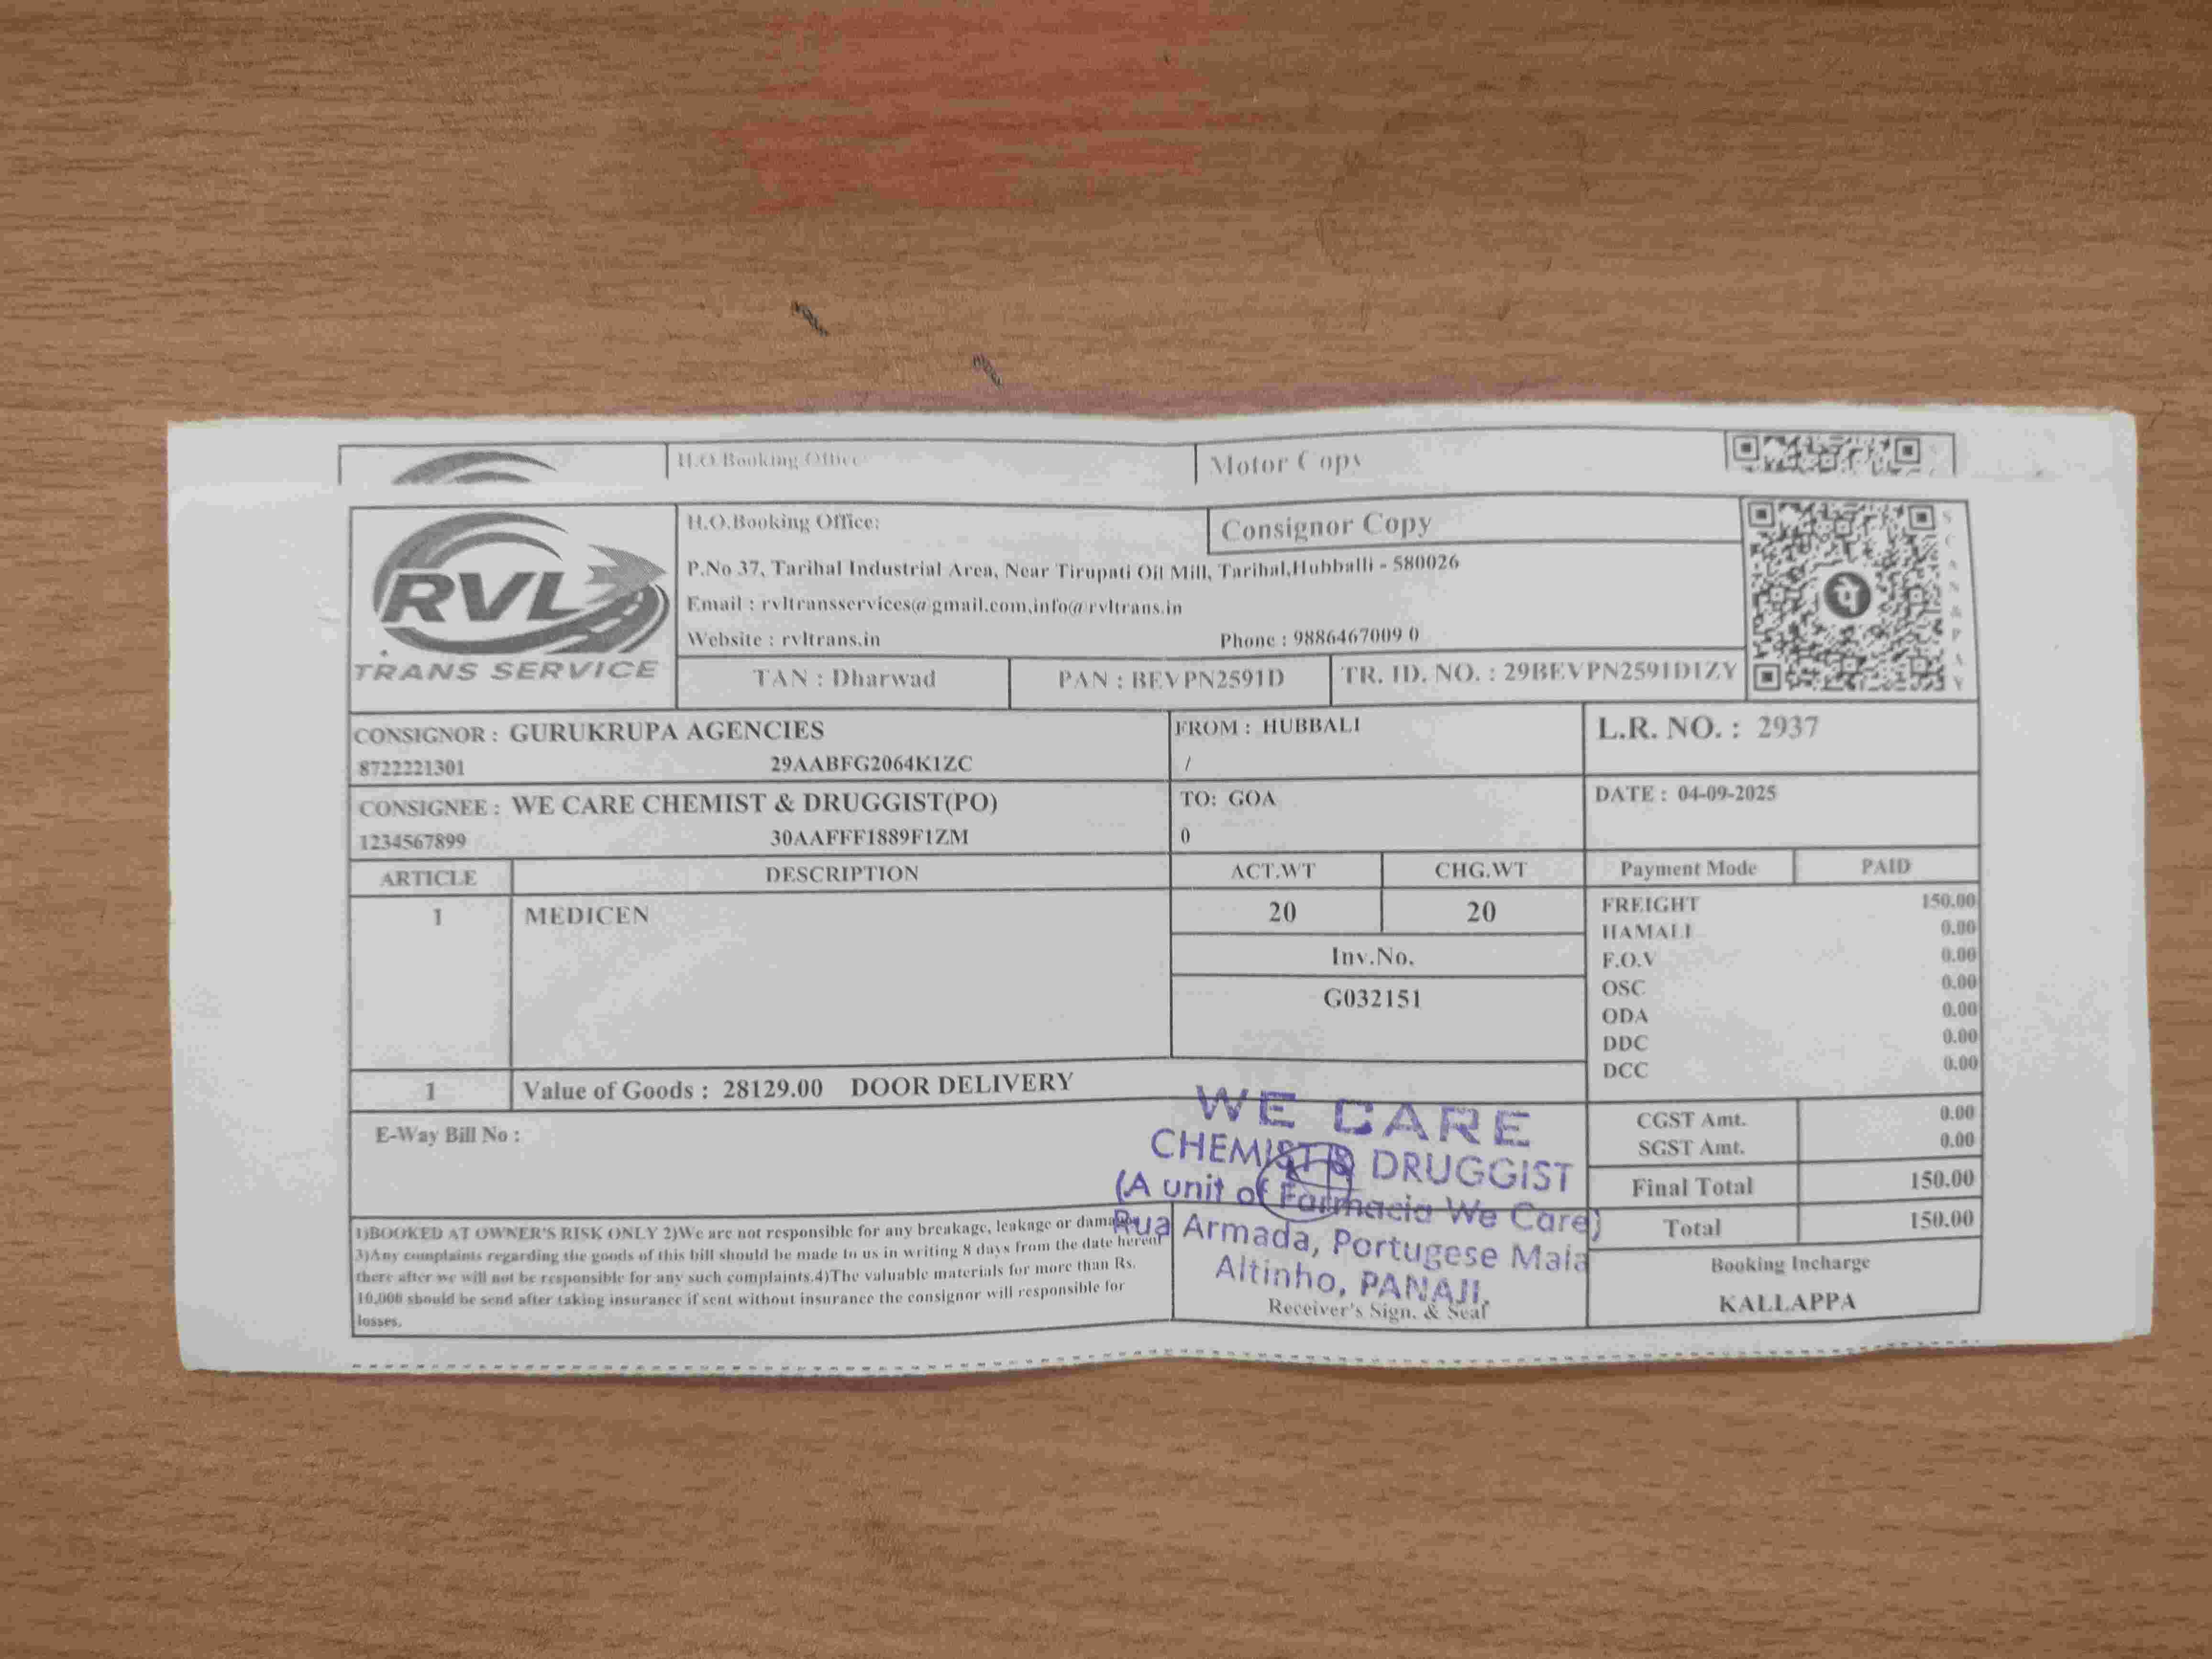 H.O.Booking Office
Motor Copy
RVL
TRANS SERVICE
H.O.Booking Office:
Consignor Copy
P.No 37, Tarihal Industrial Area, Near Tirupati Oil Mill, Tarihal,Hubballi - 580026
Email : rvltransservices@gmail.com,info@rvltrans.in
Website : rvltrans.in Phone : 9886467009 0
TAN : Dharwad PAN : BEVPN2591D TR. ID. NO. : 29BEVPN2591D1ZY
SCAN & PAY
पे
CONSIGNOR : GURUKRUPA AGENCIES FROM : HUBBALI L.R. NO. : 2937
8722221301 29AABFG2064K1ZC /
CONSIGNEE : WE CARE CHEMIST & DRUGGIST(PO) TO: GOA DATE : 04-09-2025
1234567899 30AAFFF1889F1ZM 0
ARTICLE DESCRIPTION ACT.WT CHG.WT Payment Mode PAID
1 MEDICEN 20 20 FREIGHT 150.00
HAMALI 0.00
Inv.No. F.O.V 0.00
G032151 OSC 0.00
ODA 0.00
DDC 0.00
DCC 0.00
1 Value of Goods : 28129.00 DOOR DELIVERY
E-Way Bill No :
CGST Amt. 0.00
SGST Amt. 0.00
Final Total 150.00
Total 150.00
WE CARE
CHEMIST & DRUGGIST
(A unit of Farmacia We Care)
Rua Armada, Portugese Mala
Altinho, PANAJI.
Receiver's Sign. & Seal
Booking Incharge
KALLAPPA
1)BOOKED AT OWNER'S RISK ONLY 2)We are not responsible for any breakage, leakage or damage
3)Any complaints regarding the goods of this bill should be made to us in writing 8 days from the date hereof
there after we will not be responsible for any such complaints.4)The valuable materials for more than Rs.
10,000 should be send after taking insurance if sent without insurance the consignor will responsible for
losses.